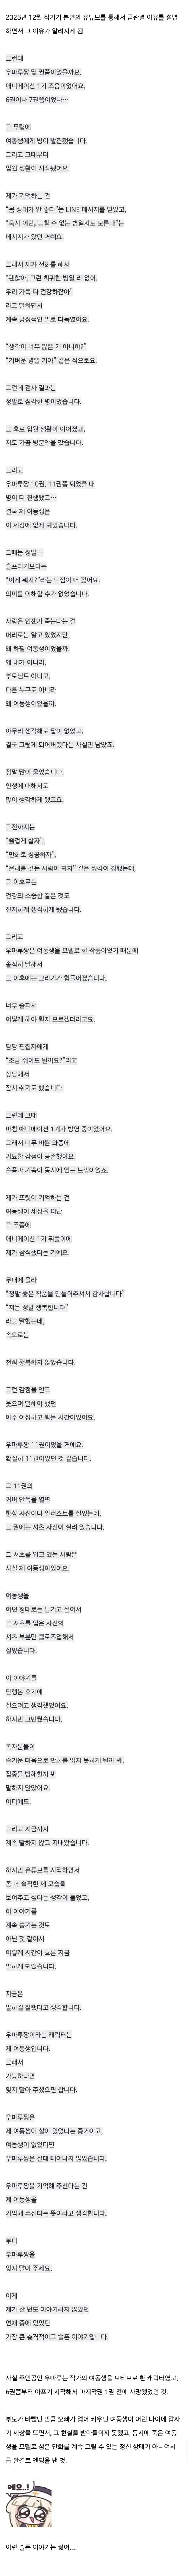 2025년 12월 작가가 본인의 유튜브를 통해서 급완결 이유를 설명
하면서 그 이유가 알려지게 됨.
그런데
우마루짱 몇 권쯤이었을까요.
애니메이션 1기 즈음이었어요.
6권이나 7권쯤이었나…
그 무렵에
여동생에게 병이 발견됐습니다.
그리고 그때부터
입원 생활이 시작됐어요.
제가 기억하는 건
“몸 상태가 안 좋다”는 LINE 메시지를 받았고,
“혹시 이런, 고칠 수 없는 병일지도 모른다”는
메시지가 왔던 거예요.
그래서 제가 전화를 해서
“괜찮아, 그런 희귀한 병일 리 없어.
우리 가족 다 건강하잖아”
라고 말하면서
계속 긍정적인 말로 다독였어요.
“생각이 너무 많은 거 아니야?”
“가벼운 병일 거야” 같은 식으로요.
그런데 검사 결과는
정말로 심각한 병이었습니다.
그 후로 입원 생활이 이어졌고,
저도 가끔 병문안을 갔습니다.
그리고
우마루짱 10권, 11권쯤 되었을 때
병이 더 진행됐고…
결국 제 여동생은
이 세상에 없게 되었습니다.
그때는 정말…
슬프다기보다는
“이게 뭐지?”라는 느낌이 더 컸어요.
의미를 이해할 수가 없었습니다.
사람은 언젠가 죽는다는 걸
머리로는 알고 있었지만,
왜 하필 여동생이었을까.
왜 내가 아니라,
부모님도 아니고,
다른 누구도 아니라
왜 여동생이었을까.
아무리 생각해도 답이 없었고,
결국 그렇게 되어버렸다는 사실만 남았죠.
정말 많이 울었습니다.
인생에 대해서도
많이 생각하게 됐고요.
그전까지는
“즐겁게 살자”,
“만화로 성공하자”,
“은혜를 갚는 사람이 되자” 같은 생각이 강했는데,
그 이후로는
건강의 소중함 같은 것도
진지하게 생각하게 됐습니다.
그리고
우마루짱은 여동생을 모델로 한 작품이었기 때문에
솔직히 말해서
그 이후에는 그리기가 힘들어졌습니다.
너무 슬퍼서
어떻게 해야 할지 모르겠더라고요.
담당 편집자에게
“조금 쉬어도 될까요?”라고
상담해서
잠시 쉬기도 했습니다.
그런데 그때
마침 애니메이션 1기가 방영 중이었어요.
그래서 너무 바쁜 와중에
기묘한 감정이 공존했어요.
슬픔과 기쁨이 동시에 있는 느낌이었죠.
제가 또렷이 기억하는 건
여동생이 세상을 떠난
그 주쯤에
애니메이션 1기 뒤풀이에
제가 참석했다는 거예요.
무대에 올라
“정말 좋은 작품을 만들어주셔서 감사합니다”
“저는 정말 행복합니다”
라고 말했는데,
속으로는
전혀 행복하지 않았습니다.
그런 감정을 안고
웃으며 말해야 했던
아주 이상하고 힘든 시간이었어요.
우마루짱 11권이었을 거예요.
확실히 11권이었던 것 같습니다.
그 11권의
커버 안쪽을 열면
항상 사진이나 일러스트를 실었는데,
그 권에는 셔츠 사진이 실려 있습니다.
그 셔츠를 입고 있는 사람은
사실 제 여동생이었어요.
여동생을
어떤 형태로든 남기고 싶어서
그 셔츠를 입은 사진의
셔츠 부분만 클로즈업해서
실었습니다.
이 이야기를
단행본 후기에
실으려고 생각했었어요.
하지만 그만뒀습니다.
독자분들이
즐거운 마음으로 만화를 읽지 못하게 될까 봐,
집중을 방해할까 봐
말하지 않았어요.
어디에도.
그리고 지금까지
계속 말하지 않고 지내왔습니다.
하지만 유튜브를 시작하면서
좀 더 솔직한 제 모습을
보여주고 싶다는 생각이 들었고,
이 이야기를
계속 숨기는 것도
아닌 것 같아서
이렇게 시간이 흐른 지금
말하게 되었습니다.
지금은
말하길 잘했다고 생각합니다.
우마루짱이라는 캐릭터는
제 여동생입니다.
그래서
가능하다면
잊지 말아 주셨으면 합니다.
우마루짱은
제 여동생이 살아 있었다는 증거이고,
여동생이 없었다면
우마루짱은 절대 태어나지 않았습니다.
우마루짱을 기억해 주신다는 건
제 여동생을
기억해 주신다는 뜻이라고 생각합니다.
부디
우마루짱을
잊지 말아 주세요.
이게
제가 한 번도 이야기하지 않았던
연재 중에 있었던
가장 큰 충격적이고 슬픈 이야기입니다.
사실 주인공인 우마루는 작가의 여동생을 모티브로 한 캐릭터였고,
6권쯤부터 아프기 시작해서 마지막권 1권 전에 사망했었던 것.
부모가 바빴던 만큼 오빠가 업어 키우던 여동생이 어린 나이에 갑자
기 세상을 뜨면서, 그 현실을 받아들이지 못했고, 동시에 죽은 여동
생을 모델로 삼은 만화를 계속 그릴 수 있는 정신 상태가 아니어서
급 완결로 엔딩을 낸 것.
에요..!
이런 슬픈 이야기는 싫어....